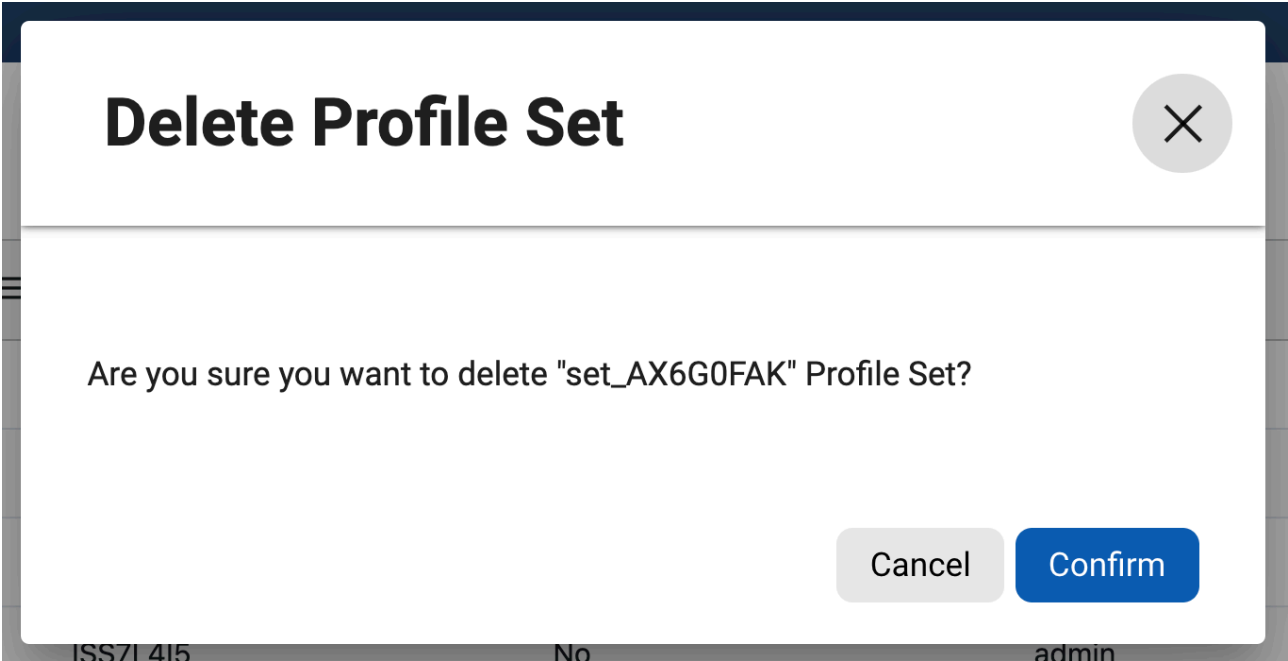 Delete Profile Set
Are you sure you want to delete "set_AX6G0FAK" Profile Set?
Cancel Confirm
No admin